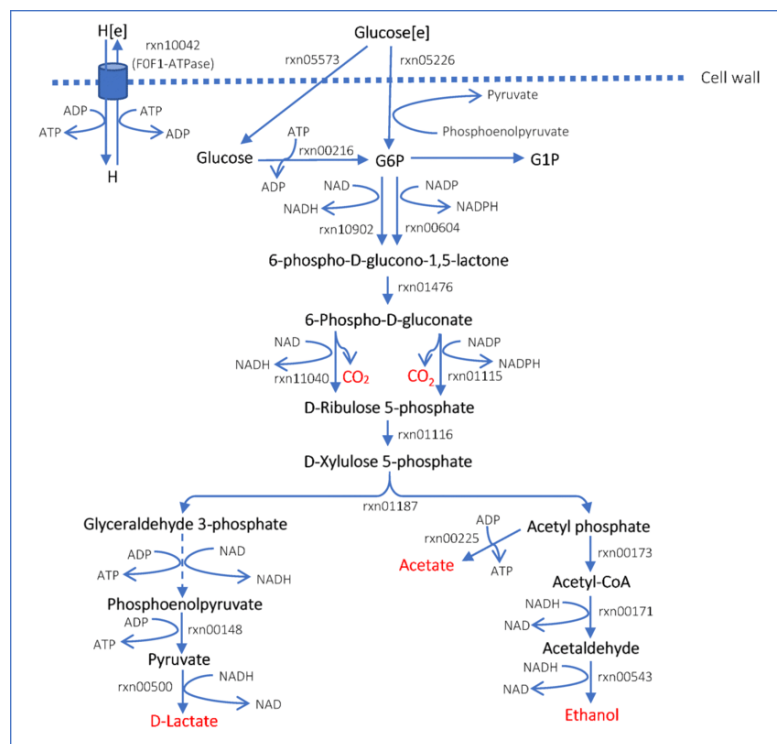 H[e]
rxn10042
(F0F1-ATPase)
Glucose[e]
rxn05573
rxn05226
Cell wall
ADP
ATP
ATP
ADP
H
Pyruvate
Phosphoenolpyruvate
ATP
rxn00216
Glucose
G6P
G1P
ADP
NAD
NADP
NADH
NADPH
rxn10902
rxn00604
6-phospho-D-glucono-1,5-lactone
rxn01476
6-Phospho-D-gluconate
NAD
NADP
NADH
NADPH
rxn11040
CO₂
CO₂
rxn01115
D-Ribulose 5-phosphate
rxn01116
D-Xylulose 5-phosphate
rxn01187
Glyceraldehyde 3-phosphate
ADP
NAD
ATP
NADH
Phosphoenolpyruvate
ADP
rxn00148
ATP
Pyruvate
rxn00500
NADH
NAD
D-Lactate
ADP
rxn00225
Acetate
ATP
Acetyl phosphate
rxn00173
Acetyl-CoA
NADH
rxn00171
NAD
Acetaldehyde
NADH
rxn00543
NAD
Ethanol